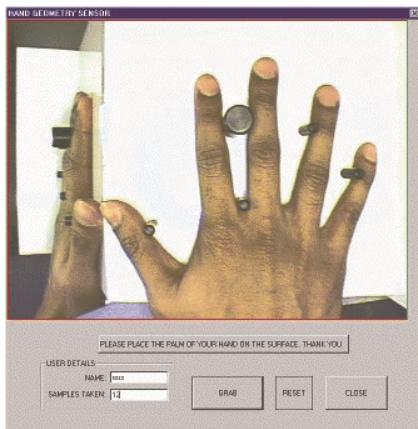 HAND GEOMETRY SENSOR
PLEASE PLACE THE PALM OF YOUR HAND ON THE SURFACE. THANK YOU.
USER DETAILS
NAME:
SAMPLES TAKEN: 12
GRAB
RESET
CLOSE